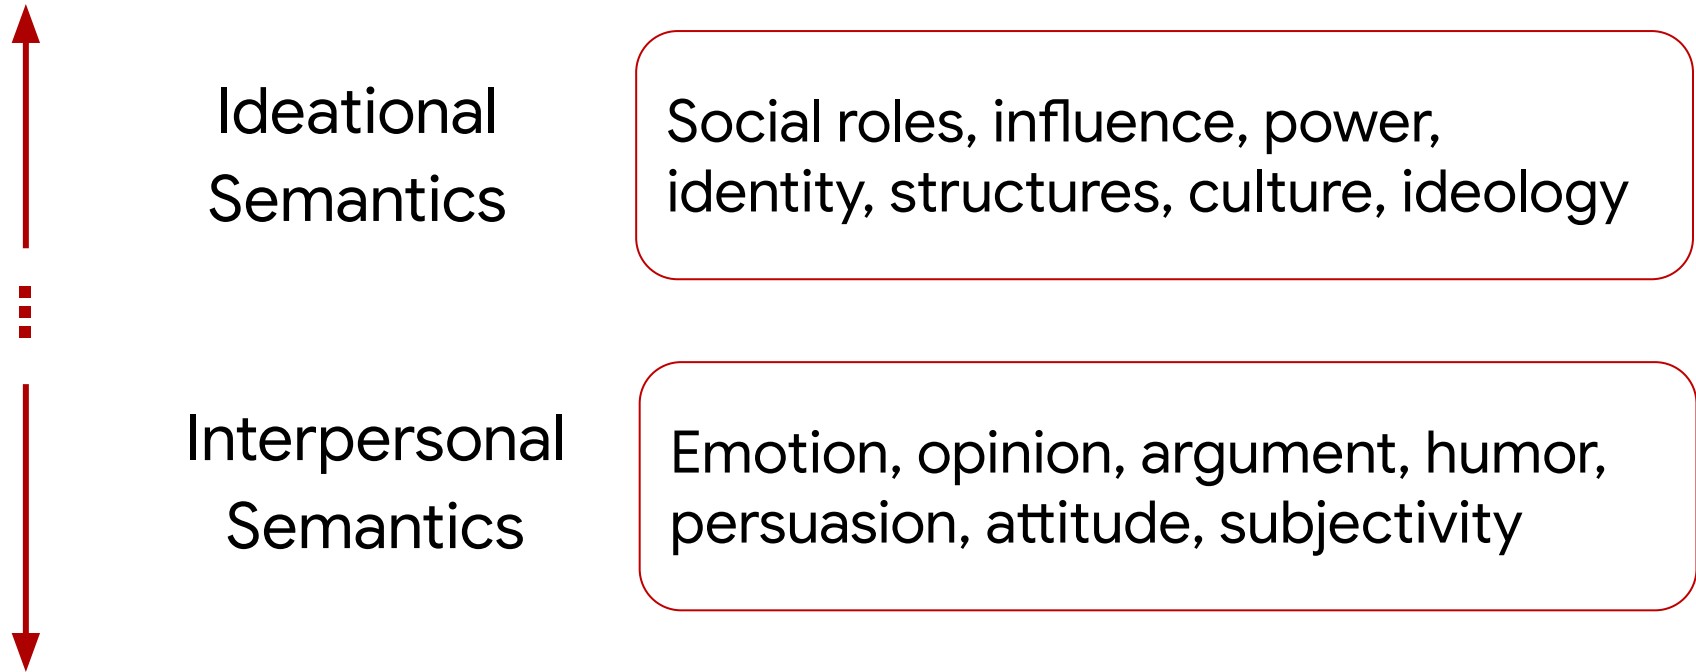 Ideational
Semantics
Social roles, influence, power,
identity, structures, culture, ideology
Interpersonal
Semantics
Emotion, opinion, argument, humor,
persuasion, attitude, subjectivity